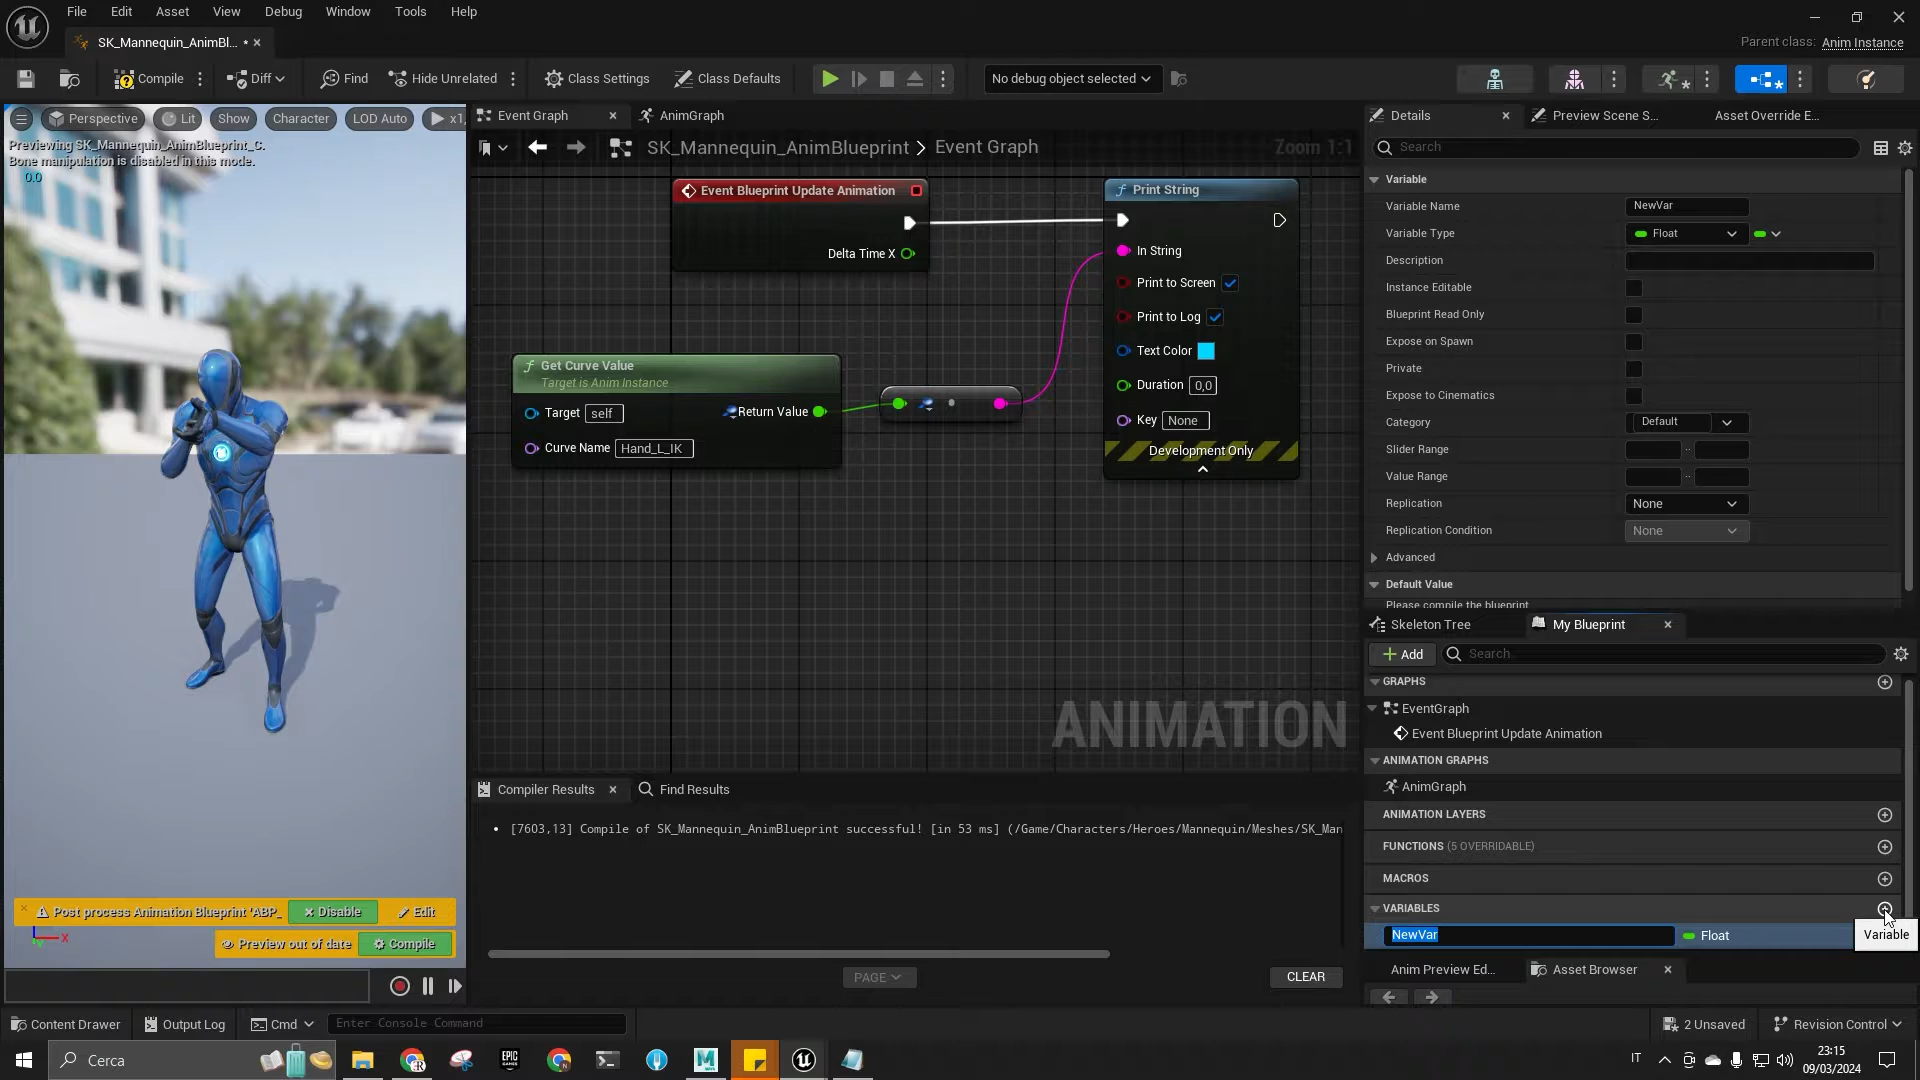 File Edit Asset View Debug Window Tools Help
SK_Mannequin_AnimBl... •
Parent class: Anim Instance
Compile
Diff
Find
Hide Unrelated
Class Settings
Class Defaults
No debug object selected
Perspective
Lit
Show
Character
LOD Auto
x1,
Previewing SK_Mannequin_AnimBlueprint_C.
Bone manipulation is disabled in this mode.
0.0
Post process Animation Blueprint 'ABP_
Disable
Edit
Preview out of date
Compile
X
Event Graph
AnimGraph
SK_Mannequin_AnimBlueprint > Event Graph
Zoom 1:1
Event Blueprint Update Animation
Delta Time X
Print String
In String
Print to Screen
Print to Log
Text Color
Duration 0,0
Key None
Development Only
Get Curve Value
Target is Anim Instance
Target self
Return Value
Curve Name Hand_L_IK
ANIMATION
Compiler Results
Find Results
• [7603,13] Compile of SK_Mannequin_AnimBlueprint successful! [in 53 ms] (/Game/Characters/Heroes/Mannequin/Meshes/SK_Man
PAGE
CLEAR
Details
Preview Scene S...
Asset Override E...
Search
Variable
Variable Name NewVar
Variable Type Float
Description
Instance Editable
Blueprint Read Only
Expose on Spawn
Private
Expose to Cinematics
Category Default
Slider Range ..
Value Range ..
Replication None
Replication Condition None
Advanced
Default Value
Please compile the blueprint
Skeleton Tree
My Blueprint
+ Add
Search
GRAPHS
EventGraph
Event Blueprint Update Animation
ANIMATION GRAPHS
AnimGraph
ANIMATION LAYERS
FUNCTIONS (5 OVERRIDABLE)
MACROS
VARIABLES
NewVar
Float
Variable
Anim Preview Ed...
Asset Browser
Content Drawer
Output Log
Cmd
Enter Console Command
2 Unsaved
Revision Control
Cerca
EPIC GAMES
IT
23:15
09/03/2024